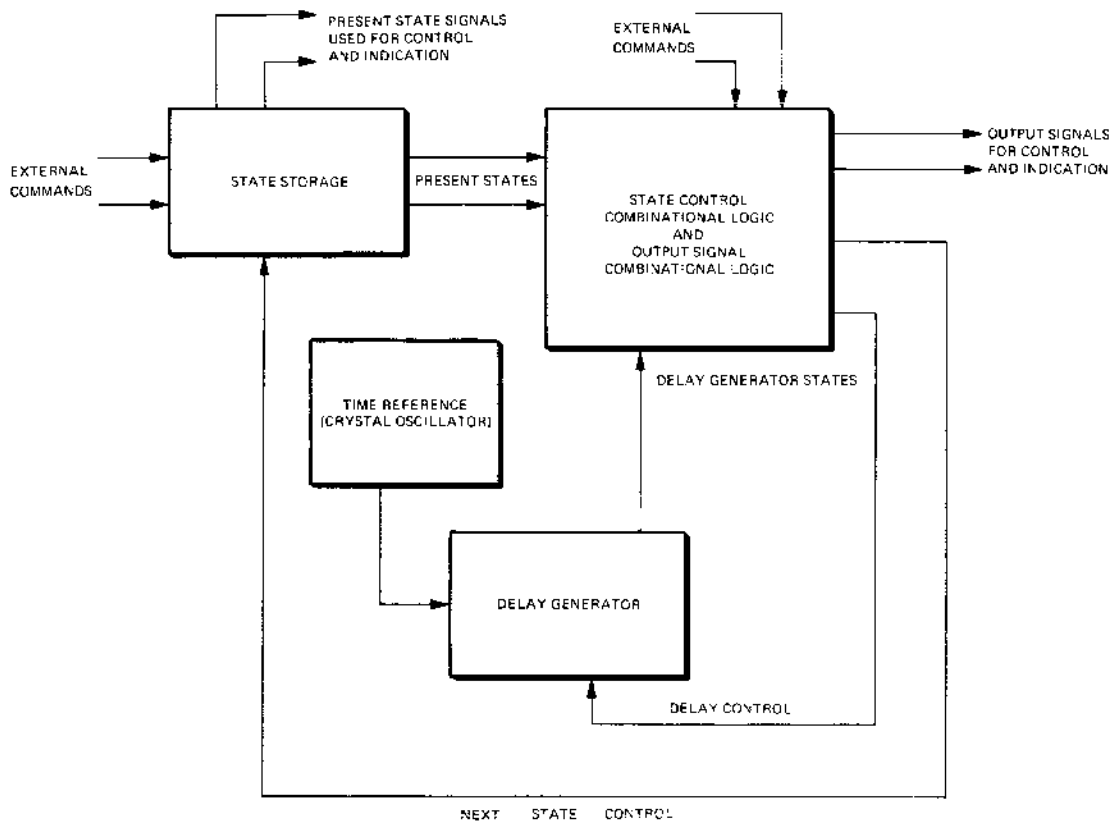 PRESENT STATE SIGNALS
USED FOR CONTROL
AND INDICATION
EXTERNAL
COMMANDS
EXTERNAL
COMMANDS
STATE STORAGE
PRESENT STATES
STATE CONTROL
COMBINATIONAL LOGIC
AND
OUTPUT SIGNAL
COMBINATIONAL LOGIC
OUTPUT SIGNALS
FOR CONTROL
AND INDICATION
TIME REFERENCE
(CRYSTAL OSCILLATOR)
DELAY GENERATOR STATES
DELAY GENERATOR
DELAY CONTROL
NEXT STATE CONTROL